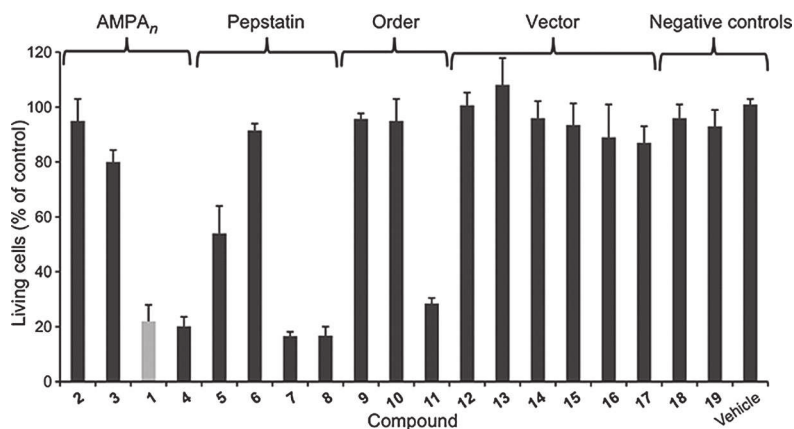 AMPAn Pepstatin Order Vector Negative controls
120
100
80
60
40
20
0
Living cells (% of control)
2 3 1 4 5 6 7 8 9 10 11 12 13 14 15 16 17 18 19 Vehicle
Compound